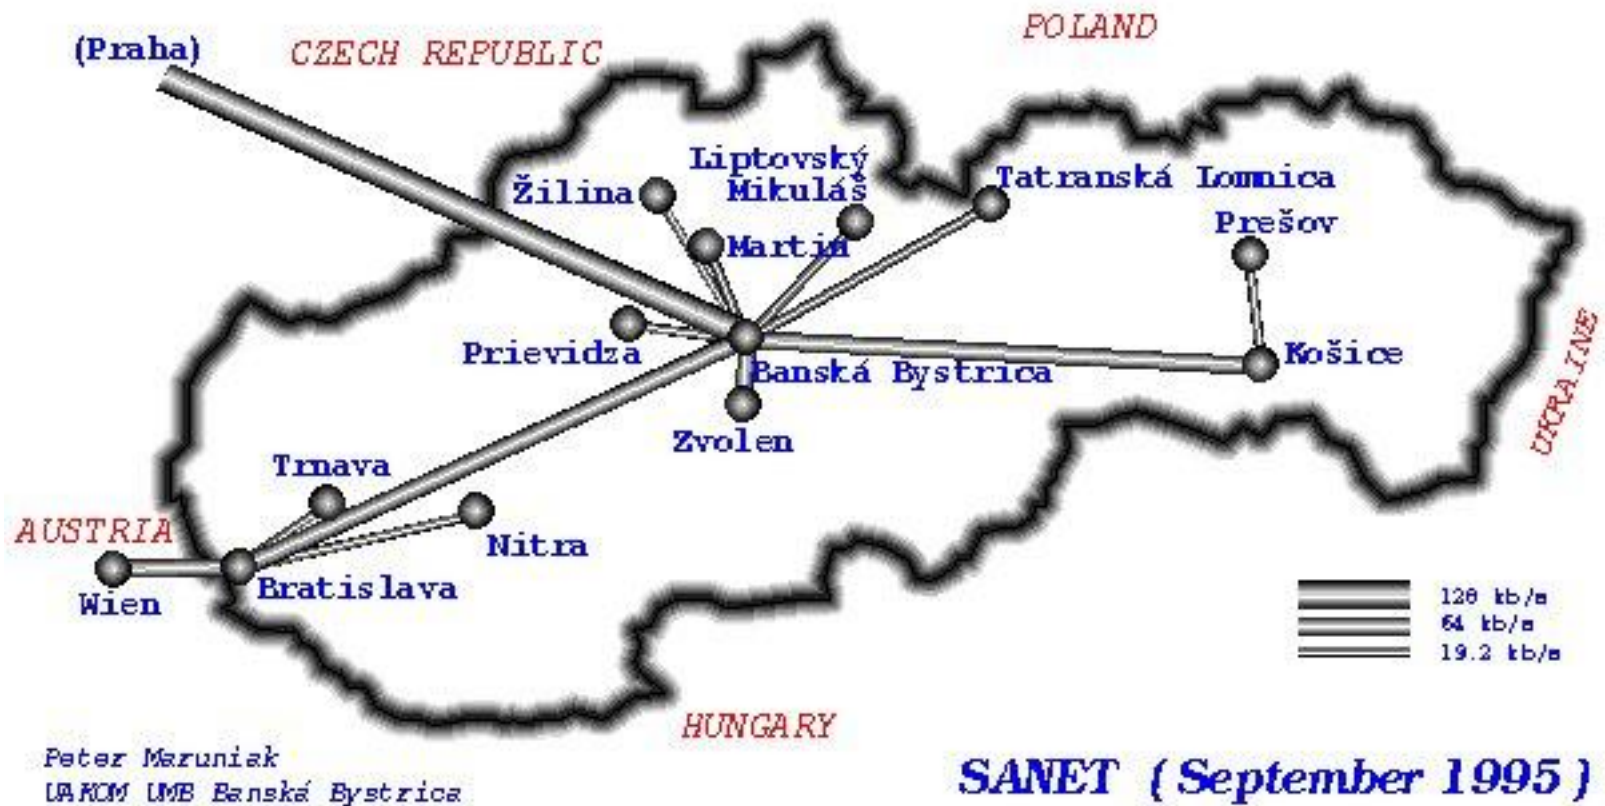 (Praha)
CZECH REPUBLIC
POLAND
Liptovský
Mikuláš
Žilina
Tatranská Lomnica
Prešov
Martin
Prievidza
Banská Bystrica
Košice
UKRAINE
Zvolen
Trnava
AUSTRIA
Nitra
Wien
Bratislava
128 kb/s
64 kb/s
19.2 kb/s
HUNGARY
Peter Maruniak
UAKOM UMB Banská Bystrica
SANET (September 1995)